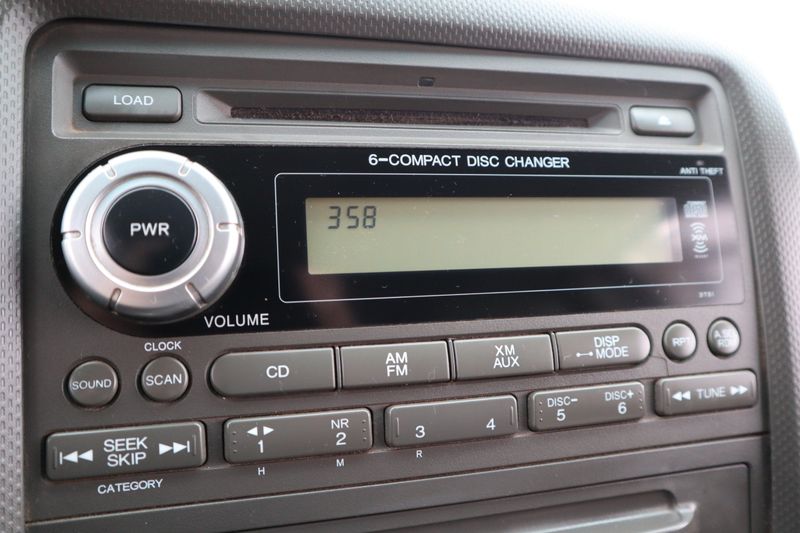 LOAD
6-COMPACT DISC CHANGER
ANTI THEFT
PWR
358
XM
VOLUME
CLOCK
SOUND
SCAN
CD
AM
FM
XM
AUX
DISP
MODE
RPT
SEEK
SKIP
CATEGORY
1
NR
2
H
M
3
4
R
DISC-
5
DISC+
6
TUNE